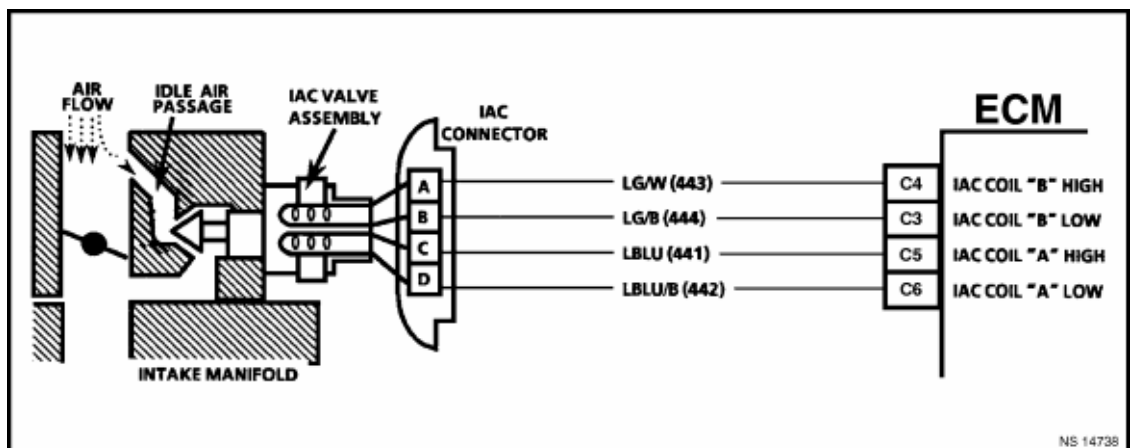 AIR
FLOW
IDLE AIR
PASSAGE
IAC VALVE
ASSEMBLY
IAC
CONNECTOR
ECM
A LG/W (443) C4 IAC COIL "B" HIGH
B LG/B (444) C3 IAC COIL "B" LOW
C LBLU (441) C5 IAC COIL "A" HIGH
D LBLU/B (442) C6 IAC COIL "A" LOW
INTAKE MANIFOLD
NS 14738